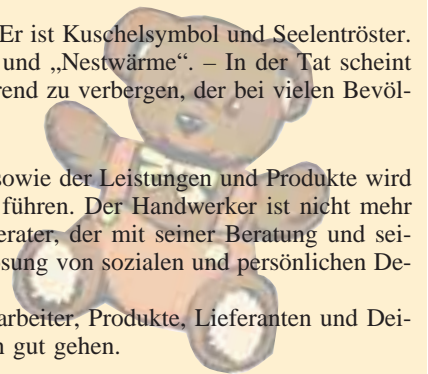 Er ist Kuschelsymbol und Seelentröster.
und „Nestwärme“. – In der Tat scheint
rend zu verbergen, der bei vielen Bevöl-
sowie der Leistungen und Produkte wird
führen. Der Handwerker ist nicht mehr
erater, der mit seiner Beratung und sei-
sung von sozialen und persönlichen De-
arbeiter, Produkte, Lieferanten und Dei-
n gut gehen.